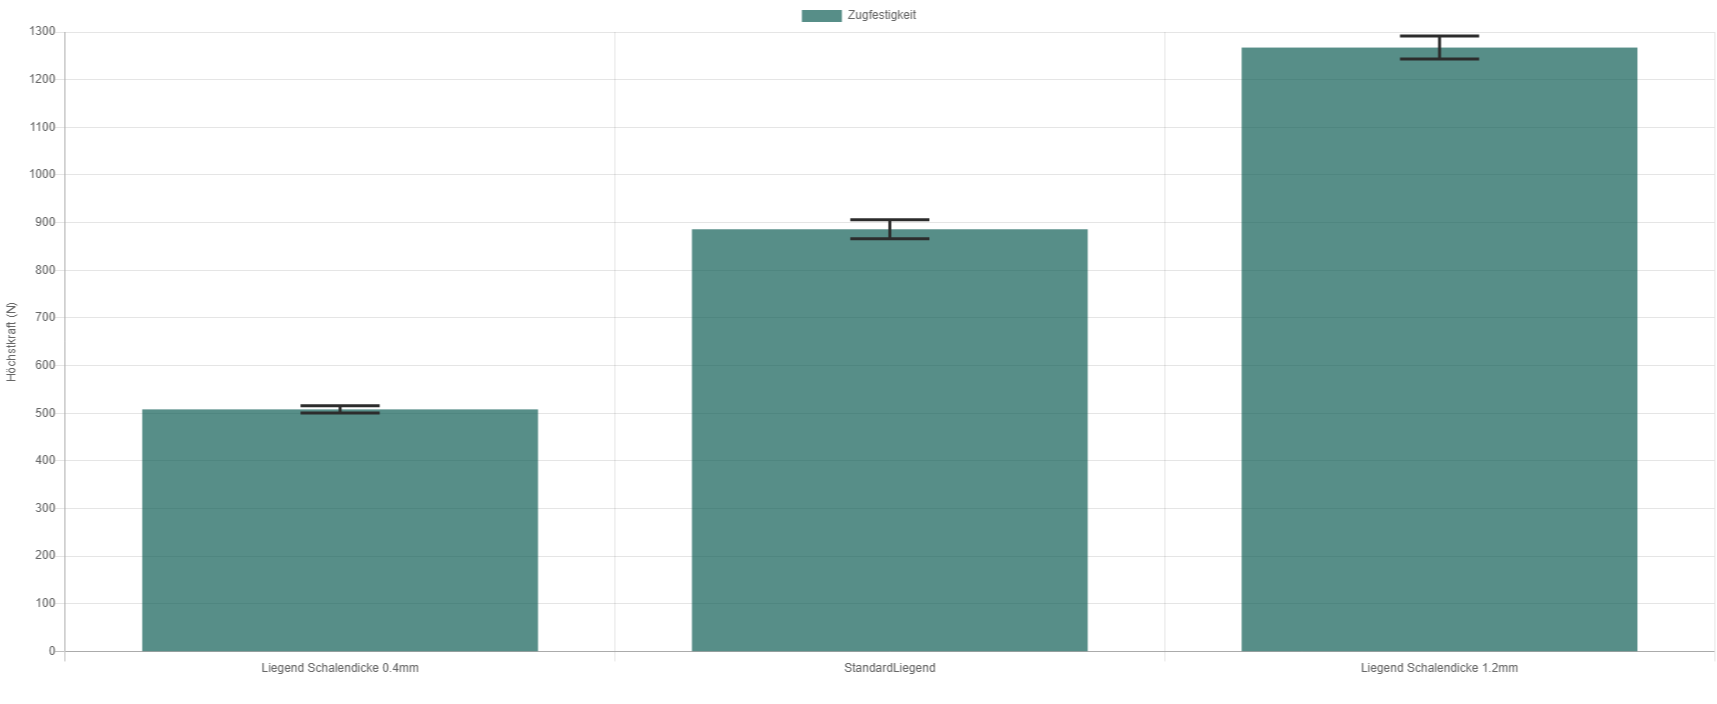 Zugfestigkeit
1300
1200
1100
1000
900
800
700
600
500
400
300
200
100
0
Höchstkraft (N)
Liegend Schalendicke 0.4mm
StandardLiegend
Liegend Schalendicke 1.2mm